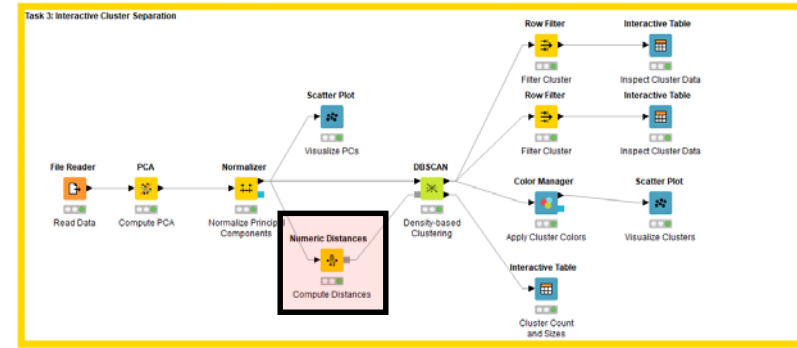 Task 3: Interactive Cluster Separation
Row Filter
Interactive Table
Filter Cluster
Inspect Cluster Data
Row Filter
Interactive Table
Scatter Plot
Filter Cluster
Inspect Cluster Data
Visualize PCs
File Reader
PCA
Normalizer
DBSCAN
Color Manager
Scatter Plot
Read Data
Compute PCA
Normalize Principal
Components
Density-based
Clustering
Apply Cluster Colors
Visualize Clusters
Numeric Distances
Compute Distances
Interactive Table
Cluster Count
and Sizes